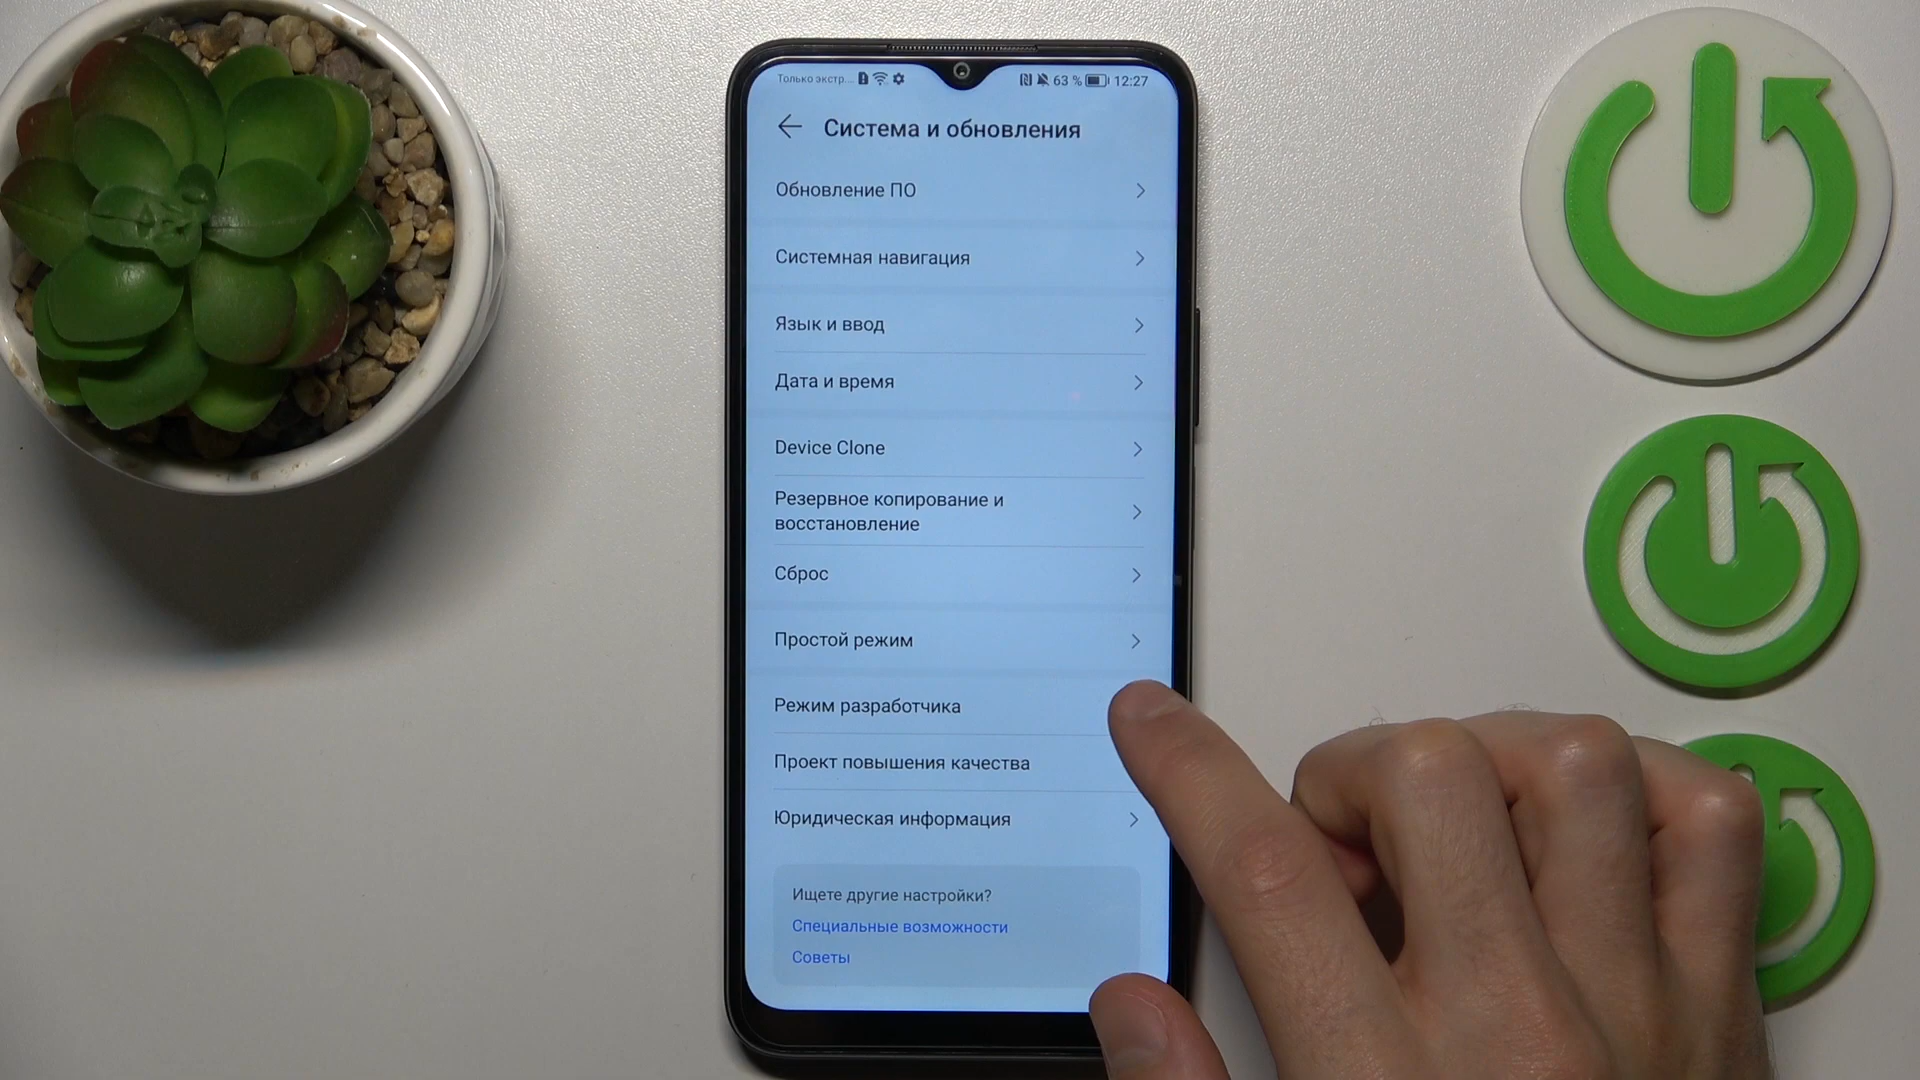 Только экстр... 63 % 12:27
Система и обновления
Обновление ПО
Системная навигация
Язык и ввод
Дата и время
Device Clone
Резервное копирование и
восстановление
Сброс
Простой режим
Режим разработчика
Проект повышения качества
Юридическая информация
Ищете другие настройки?
Специальные возможности
Советы